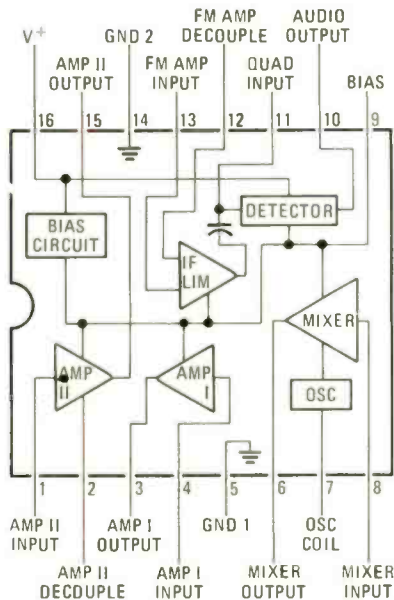 FM AMP
DECOUPLE
AUDIO
OUTPUT
V+
AMP II
OUTPUT
GND 2
FM AMP
INPUT
QUAD
INPUT
BIAS
16 15 14 13 12 11 10 9
BIAS
CIRCUIT
DETECTOR
IF
LIM
MIXER
AMP
II
AMP
I
OSC
1 2 3 4 5 6 7 8
AMP II
INPUT
AMP II
DECDUPLE
AMP I
OUTPUT
AMP I
INPUT
GND 1
MIXER
OUTPUT
OSC
COIL
MIXER
INPUT